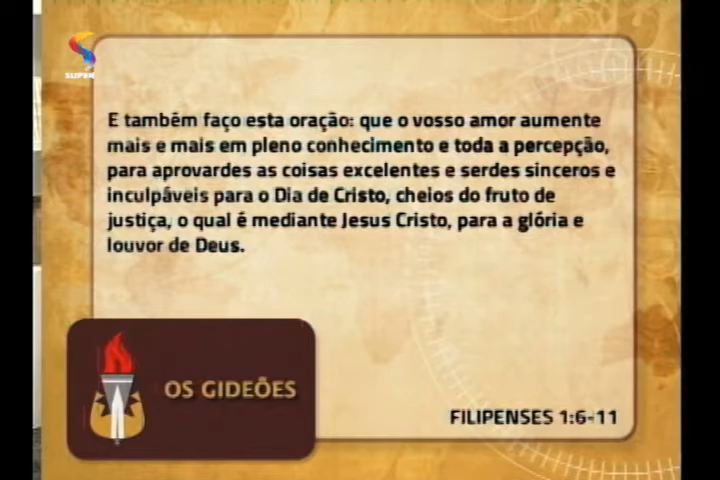 SUPER
E também faço esta oração: que o vosso amor aumente
mais e mais em pleno conhecimento e toda a percepção,
para aprovardes as coisas excelentes e serdes sinceros e
inculpáveis para o Dia de Cristo, cheios do fruto de
justiça, o qual é mediante Jesus Cristo, para a glória e
louvor de Deus.
OS GIDEÕES
FILIPENSES 1:6-11